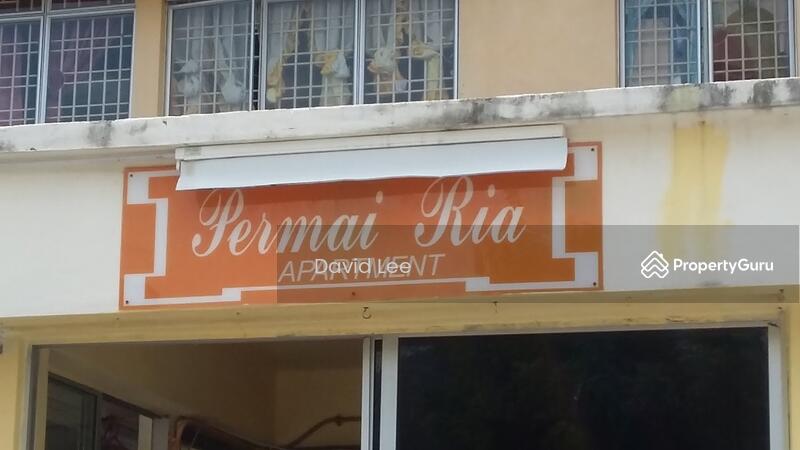 Permai Ria
APARTMENT
David Lee
PropertyGuru